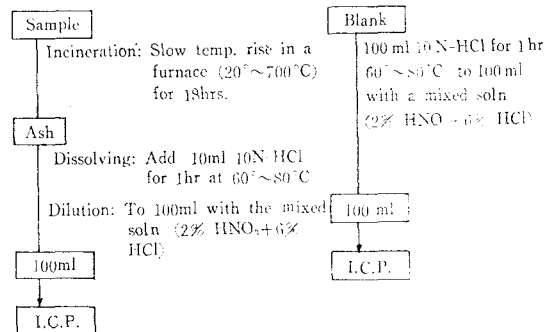 Sample
Incineration: Slow temp. rise in a
furnace (20°~700°C)
for 18hrs.
Ash
Dissolving: Add 10ml 10N-HCl
for 1hr at 60°~80°C
Dilution: To 100ml with the mixed
soln (2% HNO₃+6%
HCl)
100ml
I.C.P.
Blank
100 ml 10 N-HCl for 1 hr
60°~80°C to 100 ml
with a mixed soln
(2% HNO - 6% HCl)
100 ml
I.C.P.